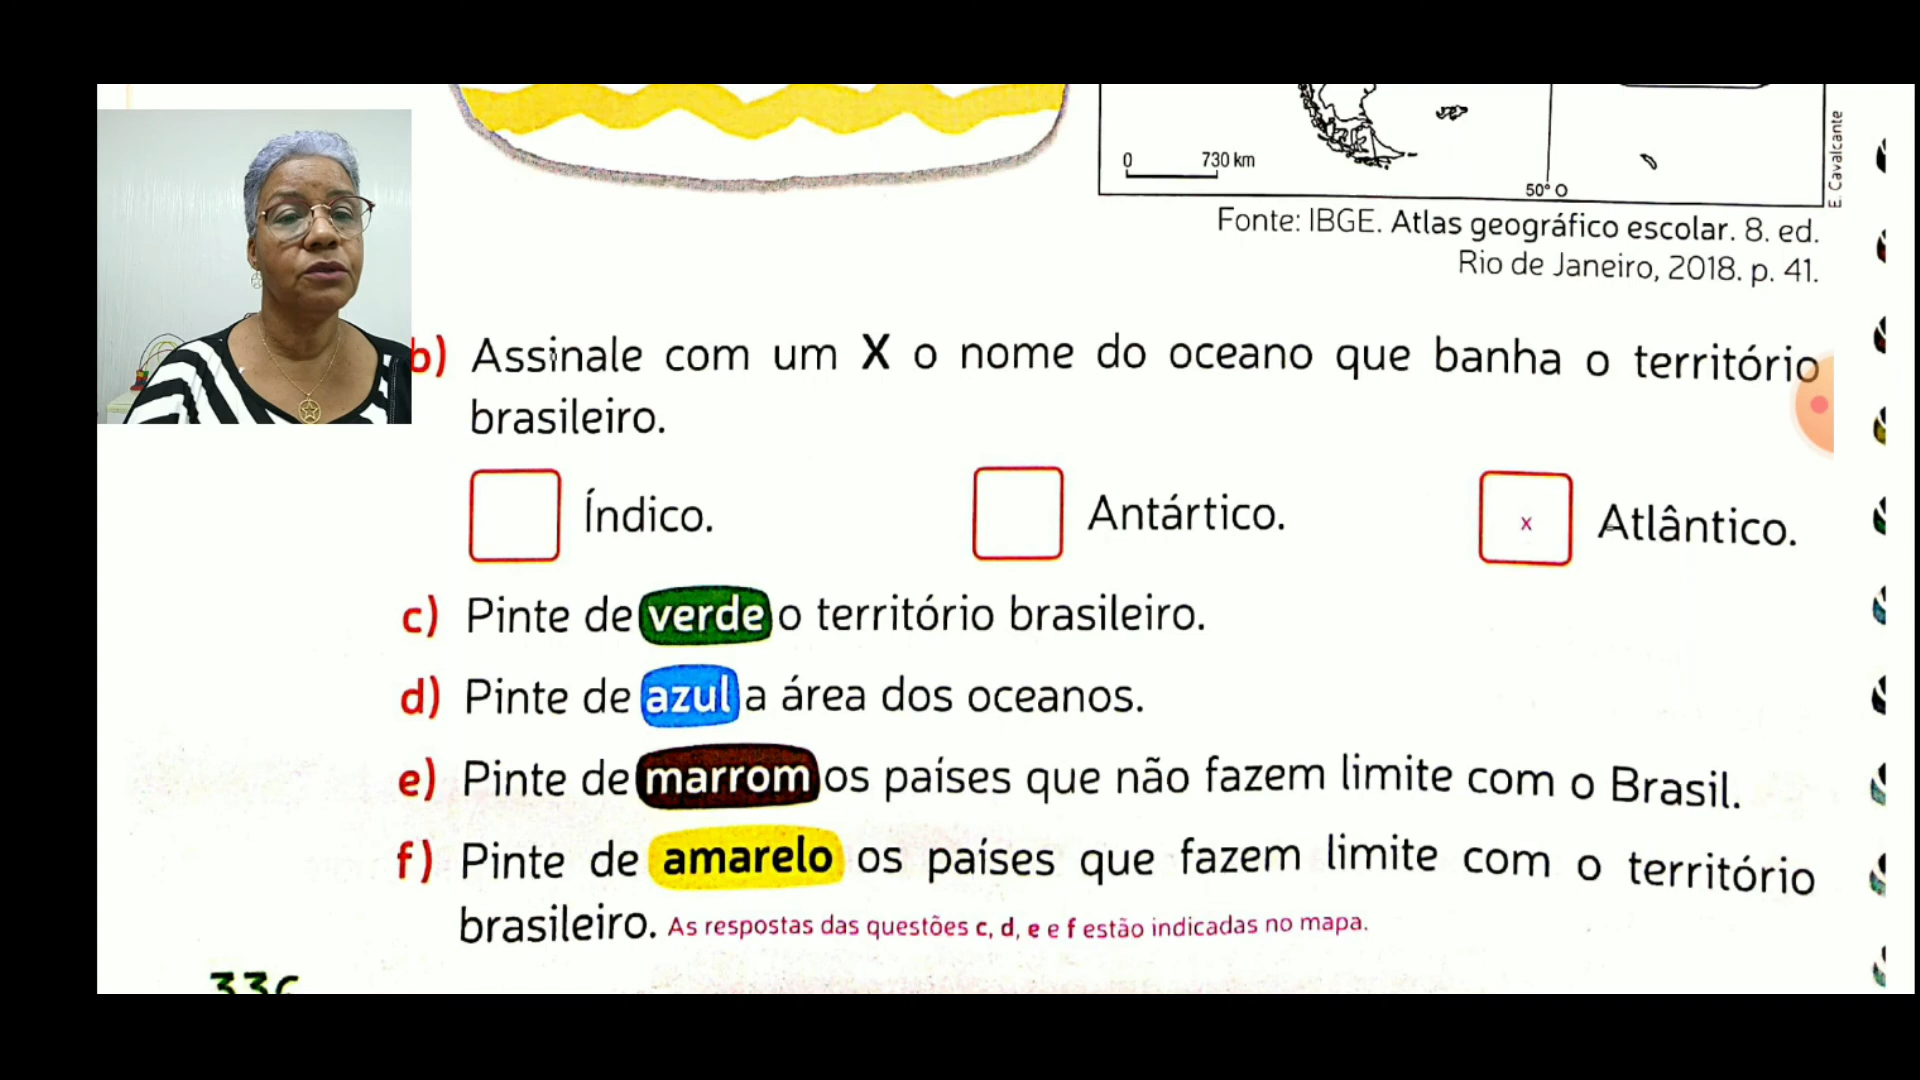 0 730 km
50° O
E. Cavalcante
Fonte: IBGE. Atlas geográfico escolar. 8. ed.
Rio de Janeiro, 2018. p. 41.
b) Assinale com um X o nome do oceano que banha o território
brasileiro.
Índico. Antártico. x Atlântico.
c) Pinte de verde o território brasileiro.
d) Pinte de azul a área dos oceanos.
e) Pinte de marrom os países que não fazem limite com o Brasil.
f) Pinte de amarelo os países que fazem limite com o território
brasileiro. As respostas das questões c, d, e e f estão indicadas no mapa.